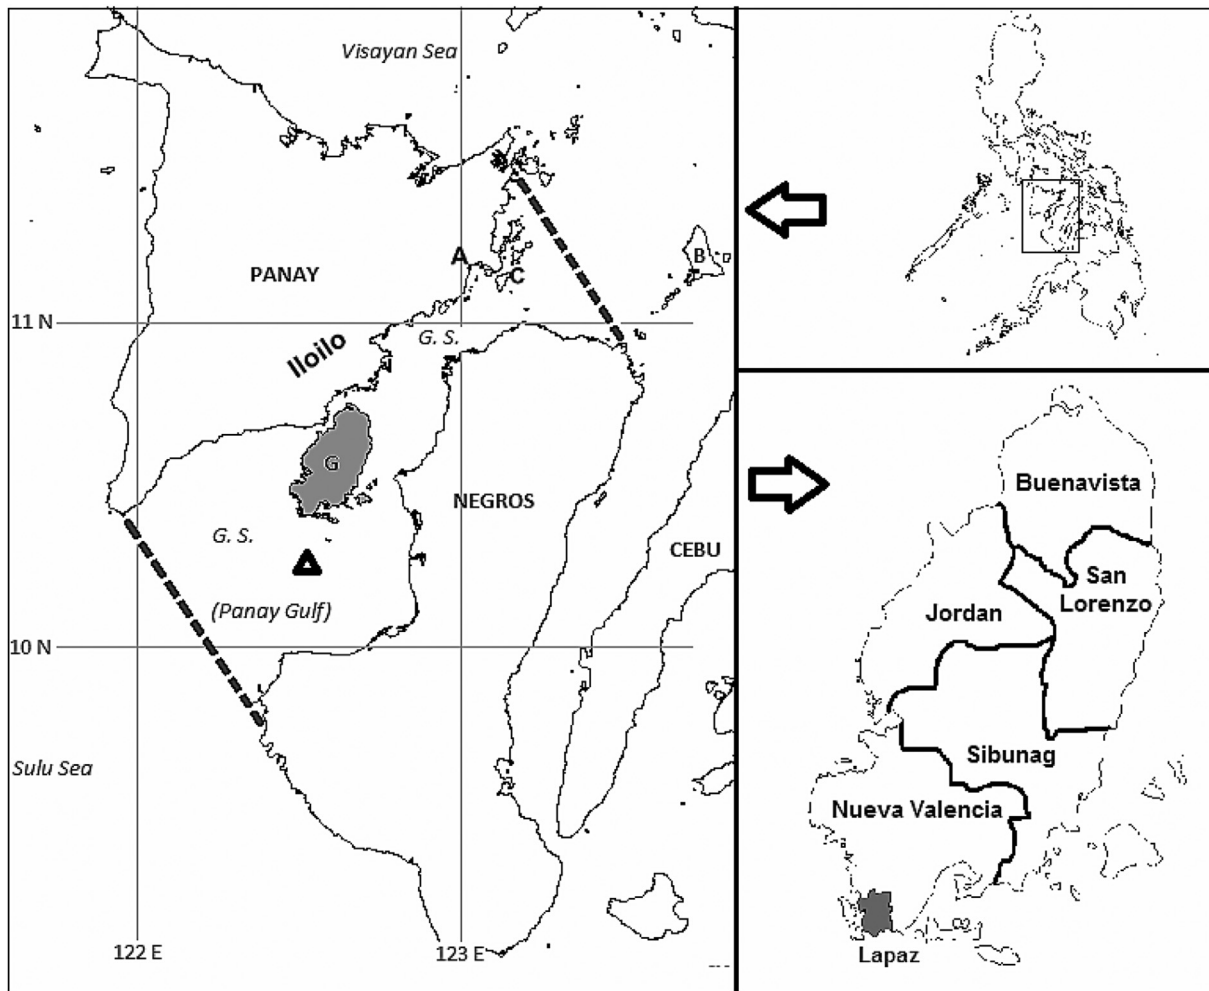 Visayan Sea
PANAY
A
C
B
11 N
G. S.
Iloilo
G
NEGROS
G. S.
CEBU
(Panay Gulf)
10 N
Sulu Sea
122 E
123 E
Buenavista
San
Lorenzo
Jordan
Sibunag
Nueva Valencia
Lapaz